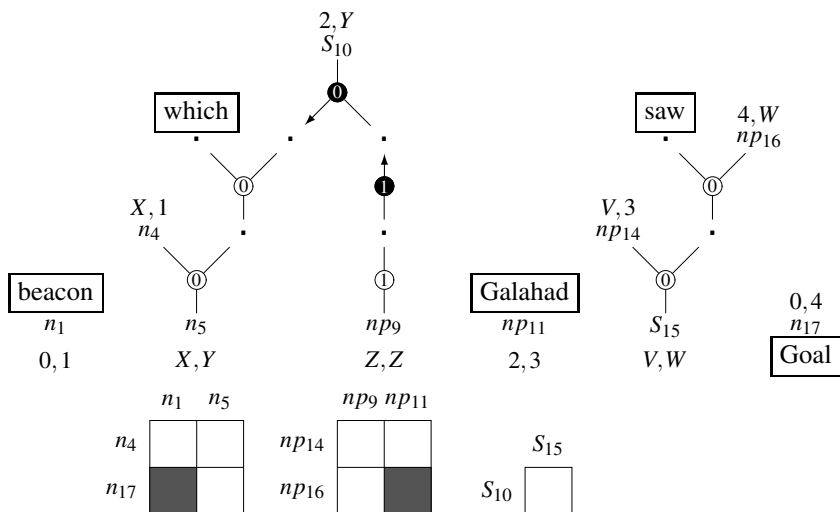 2, Y
S10
0
which
saw
4, W
np16
1
0
0
X, 1
n4
V, 3
np14
0
1
0
beacon
n1
n5
np9
Galahad
np11
S15
0, 4
n17
Goal
0, 1
X, Y
Z, Z
2, 3
V, W
n1 n5
np9 np11
n4
np14
S15
n17
np16
S10